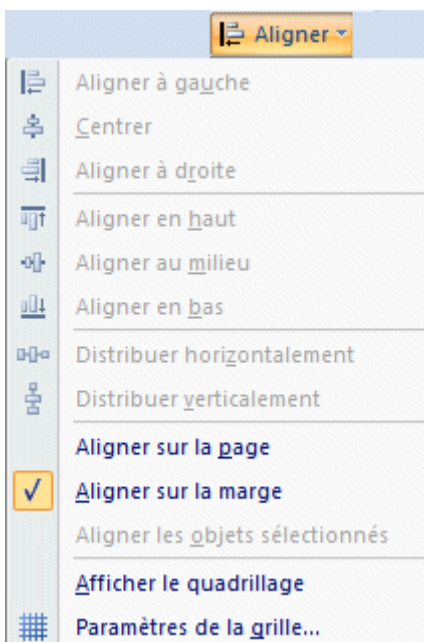 Aligner
Aligner à gauche
Centrer
Aligner à droite
Aligner en haut
Aligner au milieu
Aligner en bas
Distribuer horizontalement
Distribuer verticalement
Aligner sur la page
Aligner sur la marge
Aligner les objets sélectionnés
Afficher le quadrillage
Paramètres de la grille...